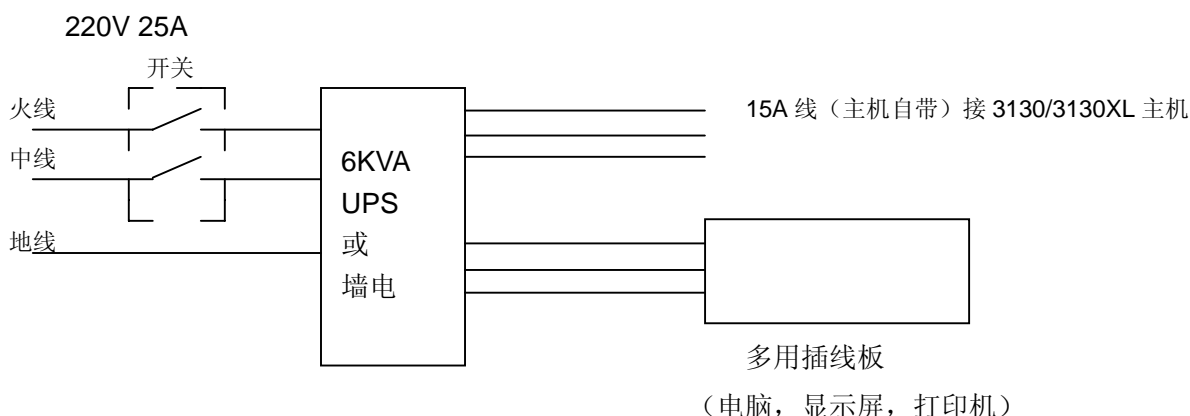 220V 25A
开关
火线
15A 线（主机自带）接 3130/3130XL 主机
中线
6KVA
UPS
或
墙电
地线
多用插线板
（电脑，显示屏，打印机）